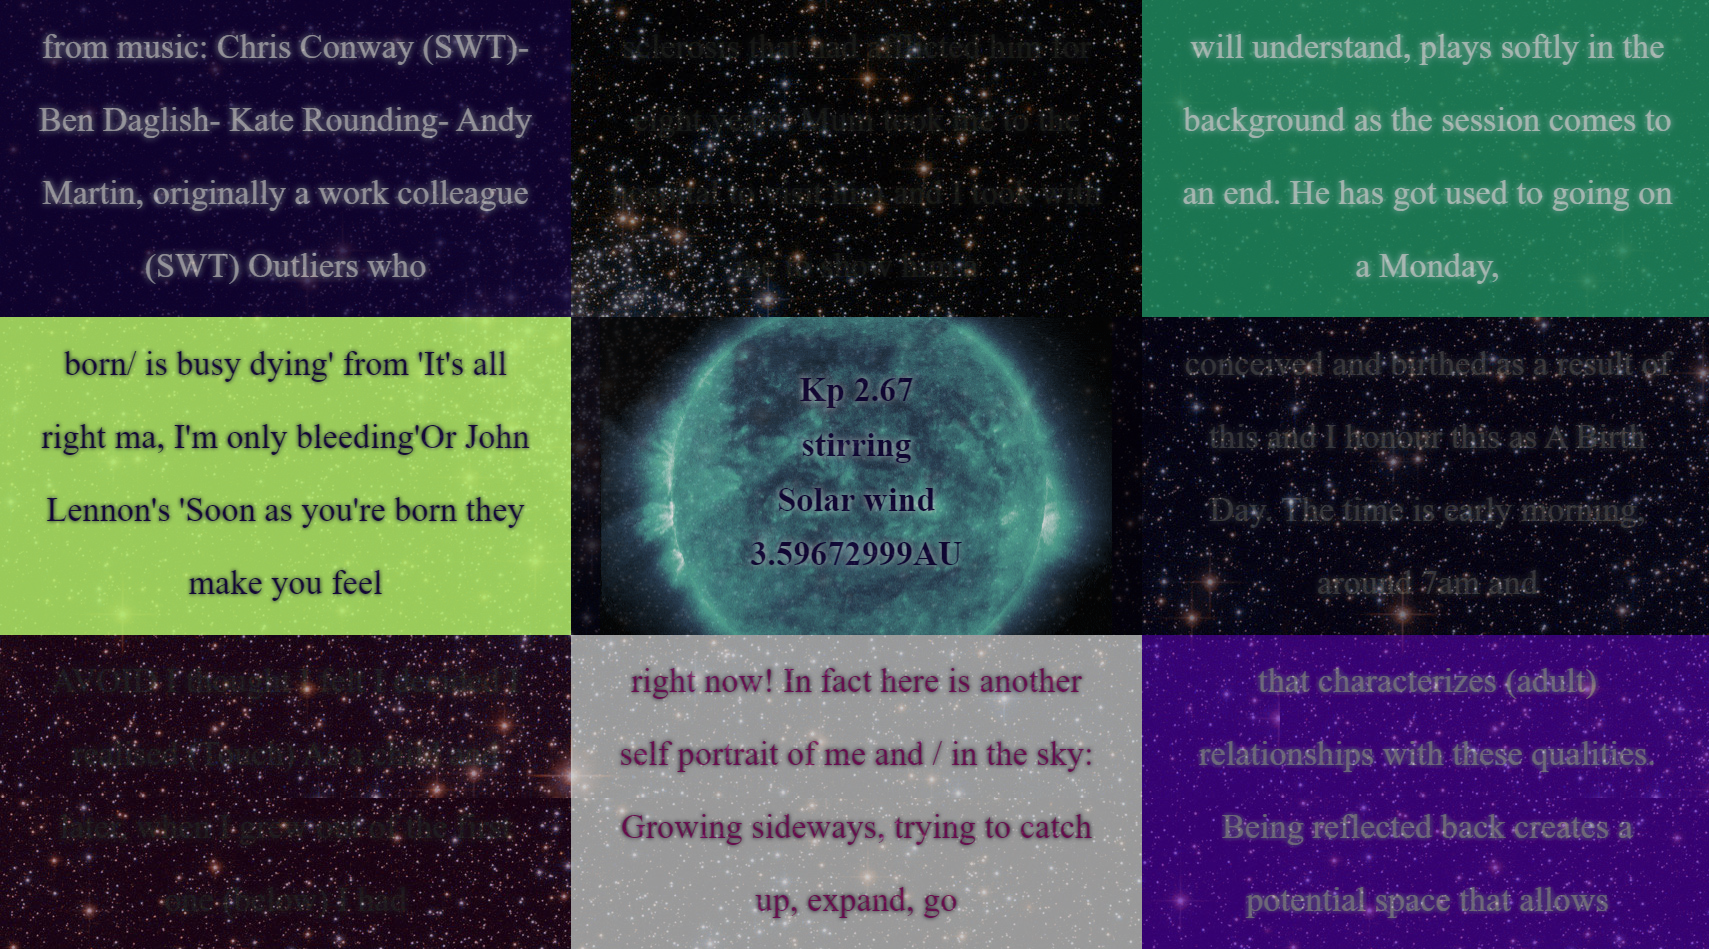 from music: Chris Conway (SWT)-
Ben Daglish- Kate Rounding- Andy
Martin, originally a work colleague
(SWT) Outliers who
sclerosis that had afflicted him for
eight years. Mum took me to the
hospital to visit him and I took with
me to show him a
will understand, plays softly in the
background as the session comes to
an end. He has got used to going on
a Monday,
born/ is busy dying' from 'It's all
right ma, I'm only bleeding'Or John
Lennon's 'Soon as you're born they
make you feel
Kp 2.67
stirring
Solar wind
3.59672999AU
conceived and birthed as a result of
this and I honour this as A Birth
Day. The time is early morning,
around 7am and
AVOID I thought I felt I
realised (Touch) As a child and
later, when I grew out of the first
one (below) I had
right now! In fact here is another
self portrait of me and / in the sky:
Growing sideways, trying to catch
up, expand, go
that characterizes (adult)
relationships with these qualities.
Being reflected back creates a
potential space that allows